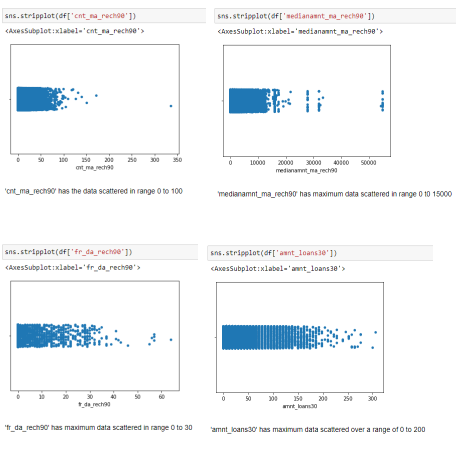 sns.stripplot(df['cnt_ma_rech90'])
<AxesSubplot:xlabel='cnt_ma_rech90'>
0 50 100 150 200 250 300 350
cnt_ma_rech90
'cnt_ma_rech90' has the data scattered in range 0 to 100
sns.stripplot(df['medianamnt_ma_rech90'])
<AxesSubplot:xlabel='medianamnt_ma_rech90'>
0 10000 20000 30000 40000 50000
medianamnt_ma_rech90
'medianamnt_ma_rech90' has maximum data scattered in range 0 t0 15000
sns.stripplot(df['fr_da_rech90'])
<AxesSubplot:xlabel='fr_da_rech90'>
0 10 20 30 40 50 60
fr_da_rech90
'fr_da_rech90' has maximum data scattered in range 0 to 30
sns.stripplot(df['amnt_loans30'])
<AxesSubplot:xlabel='amnt_loans30'>
0 50 100 150 200 250 300
amnt_loans30
'amnt_loans30' has maximum data scattered over a range of 0 to 200